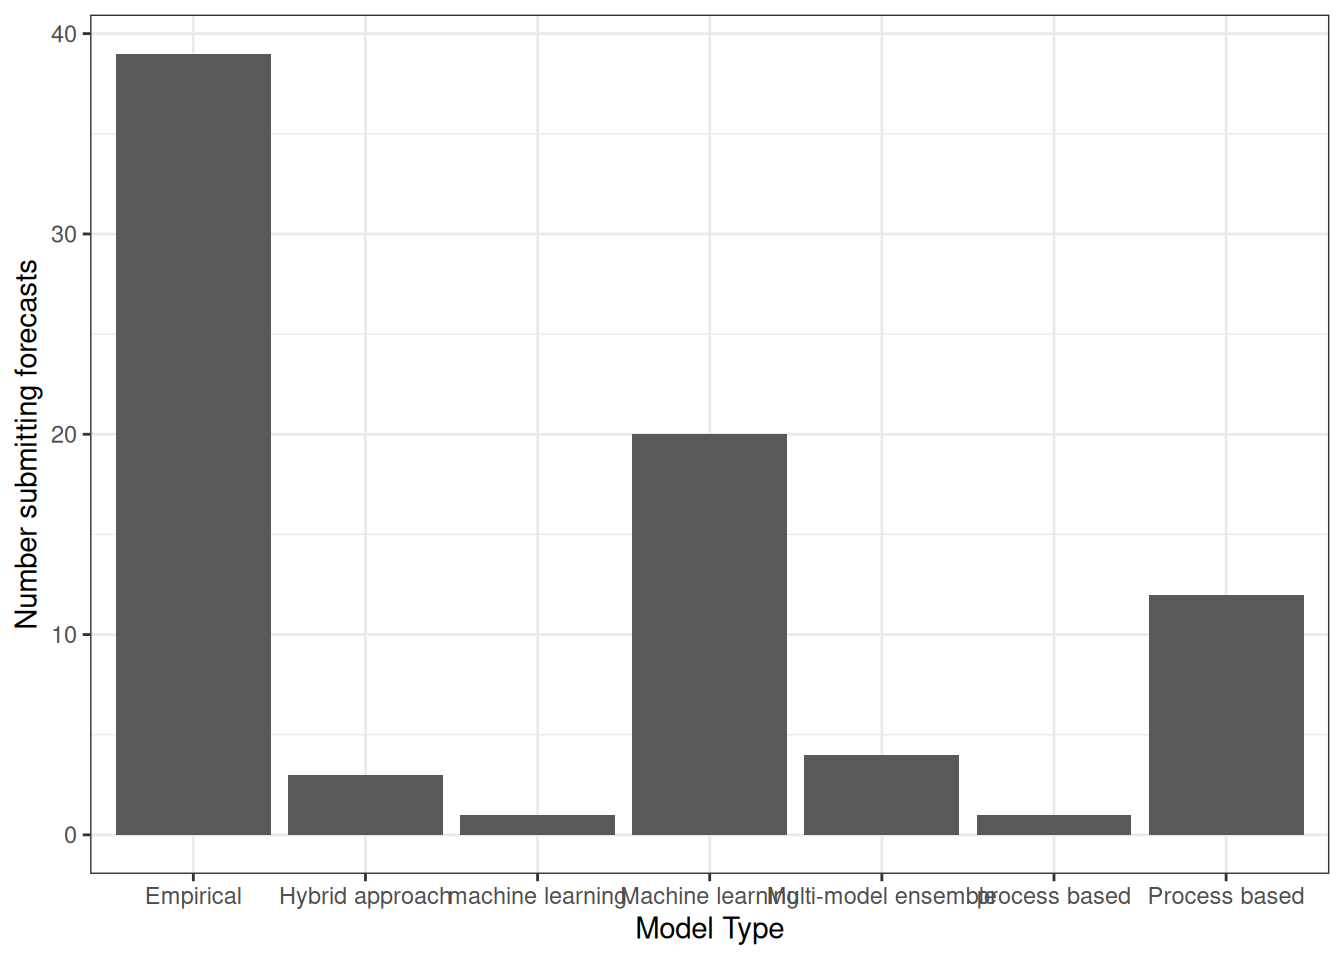 40
30
20
10
0
Number submitting forecasts
Empirical
Hybrid approach
machine learning
Machine learning
Multi-model ensemble
process based
Process based
Model Type